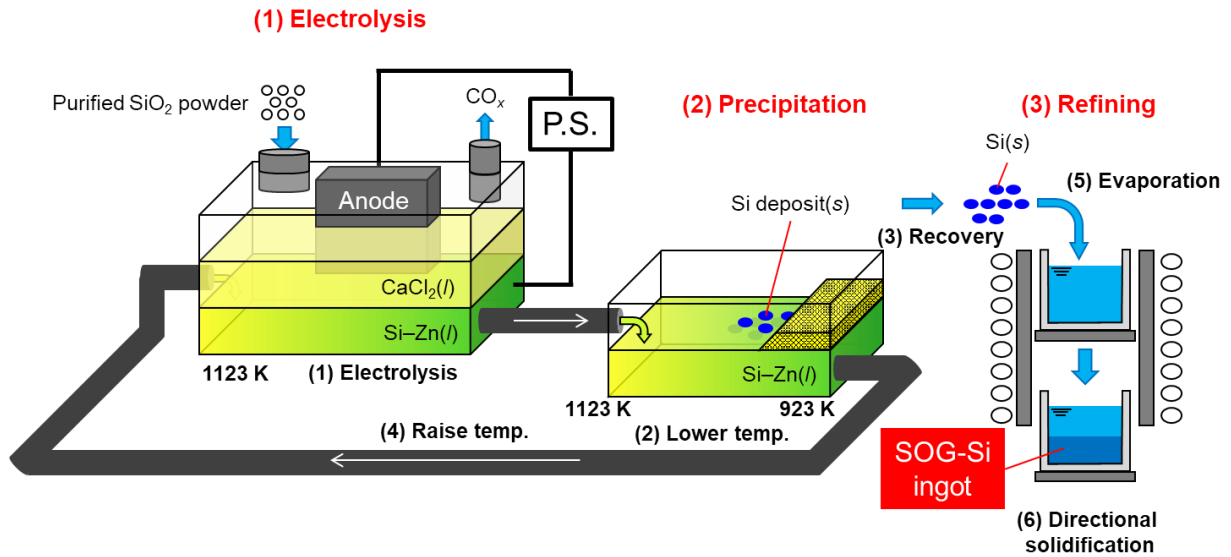 (1) Electrolysis
Purified SiO2 powder
COx
P.S.
Anode
CaCl2(l)
Si–Zn(l)
1123 K
(1) Electrolysis
(2) Precipitation
Si deposit(s)
Si–Zn(l)
1123 K
923 K
(2) Lower temp.
(4) Raise temp.
(3) Refining
Si(s)
(5) Evaporation
(3) Recovery
SOG-Si
ingot
(6) Directional
solidification